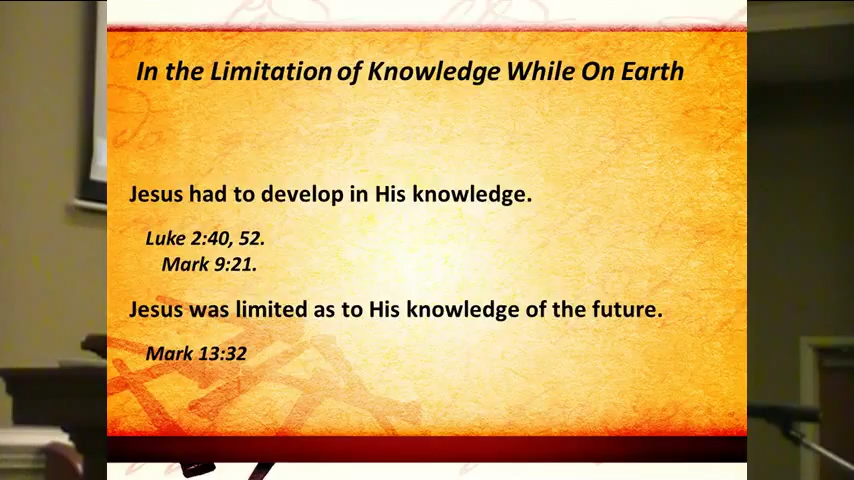 In the Limitation of Knowledge While On Earth
Jesus had to develop in His knowledge.
Luke 2:40, 52.
Mark 9:21.
Jesus was limited as to His knowledge of the future.
Mark 13:32